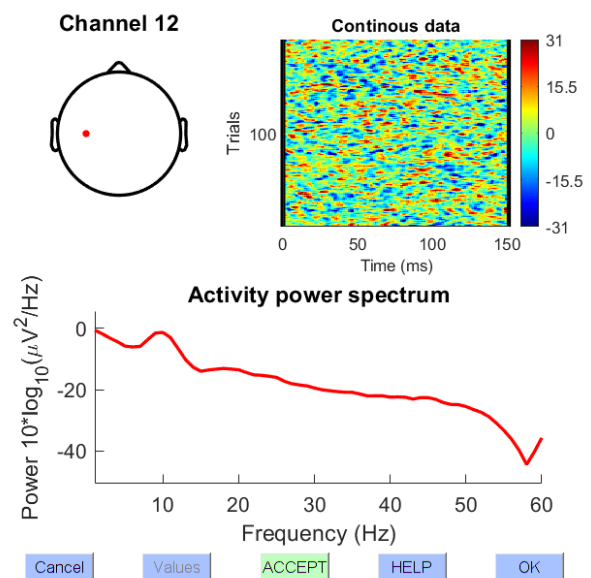 Channel 12
Continous data
Trials
100
0 50 100 150
Time (ms)
31
15.5
0
-15.5
-31
Activity power spectrum
Power 10*log10(μV2/Hz)
0
-20
-40
10 20 30 40 50 60
Frequency (Hz)
Cancel Values ACCEPT HELP OK